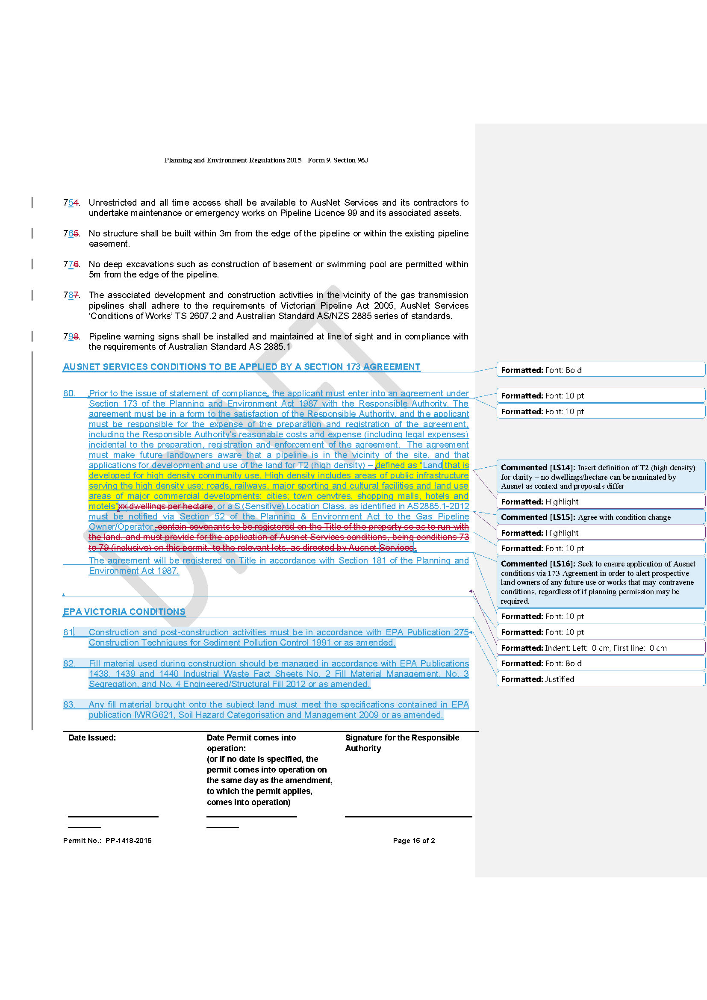 Planning and Environment Regulations 2015 - Form 9. Section 96J
754. Unrestricted and all time access shall be available to AusNet Services and its contractors to
undertake maintenance or emergency works on Pipeline Licence 99 and its associated assets.
765. No structure shall be built within 3m from the edge of the pipeline or within the existing pipeline
easement.
776. No deep excavations such as construction of basement or swimming pool are permitted within
5m from the edge of the pipeline.
787. The associated development and construction activities in the vicinity of the gas transmission
pipelines shall adhere to the requirements of Victorian Pipeline Act 2005, AusNet Services
‘Conditions of Works’ TS 2607.2 and Australian Standard AS/NZS 2885 series of standards.
798. Pipeline warning signs shall be installed and maintained at line of sight and in compliance with
the requirements of Australian Standard AS 2885.1
AUSNET SERVICES CONDITIONS TO BE APPLIED BY A SECTION 173 AGREEMENT
80. Prior to the issue of statement of compliance, the applicant must enter into an agreement under
Section 173 of the Planning and Environment Act 1987 with the Responsible Authority. The
agreement must be in a form to the satisfaction of the Responsible Authority, and the applicant
must be responsible for the expense of the preparation and registration of the agreement,
including the Responsible Authority’s reasonable costs and expense (including legal expenses)
incidental to the preparation, registration and enforcement of the agreement. The agreement
must make future landowners aware that a pipeline is in the vicinity of the site, and that
applications for development and use of the land for T2 (high density) – defined as “Land that is
developed for high density community use. High density includes areas of public infrastructure
serving the high density use; roads, railways, major sporting and cultural facilities and land use
areas of major commercial developments; cities; town cenvtres, shopping malls, hotels and
motels”xx dwellings per hectare, or a S (Sensitive) Location Class, as identified in AS2885.1-2012
must be notified via Section 52 of the Planning & Environment Act to the Gas Pipeline
Owner/Operator. contain covenants to be registered on the Title of the property so as to run with
the land, and must provide for the application of Ausnet Services conditions, being conditions 73
to 79 (inclusive) on this permit, to the relevant lots, as directed by Ausnet Services.
The agreement will be registered on Title in accordance with Section 181 of the Planning and
Environment Act 1987.
EPA VICTORIA CONDITIONS
81. Construction and post-construction activities must be in accordance with EPA Publication 275
Construction Techniques for Sediment Pollution Control 1991 or as amended.
82. Fill material used during construction should be managed in accordance with EPA Publications
1438, 1439 and 1440 Industrial Waste Fact Sheets No. 2 Fill Material Management, No. 3
Segregation, and No. 4 Engineered/Structural Fill 2012 or as amended.
83. Any fill material brought onto the subject land must meet the specifications contained in EPA
publication IWRG621, Soil Hazard Categorisation and Management 2009 or as amended.
Date Issued:
Date Permit comes into
operation:
(or if no date is specified, the
permit comes into operation on
the same day as the amendment,
to which the permit applies,
comes into operation)
Signature for the Responsible
Authority
Permit No.: PP-1418-2015
Page 16 of 2
Formatted: Font: Bold
Formatted: Font: 10 pt
Formatted: Font: 10 pt
Commented [LS14]: Insert definition of T2 (high density)
for clarity – no dwellings/hectare can be nominated by
Ausnet as context and proposals differ
Formatted: Highlight
Commented [LS15]: Agree with condition change
Formatted: Highlight
Formatted: Font: 10 pt
Commented [LS16]: Seek to ensure application of Ausnet
conditions via 173 Agreement in order to alert prospective
land owners of any future use or works that may contravene
conditions, regardless of if planning permission may be
required.
Formatted: Font: 10 pt
Formatted: Font: 10 pt
Formatted: Indent: Left: 0 cm, First line: 0 cm
Formatted: Font: Bold
Formatted: Justified
DRAFT